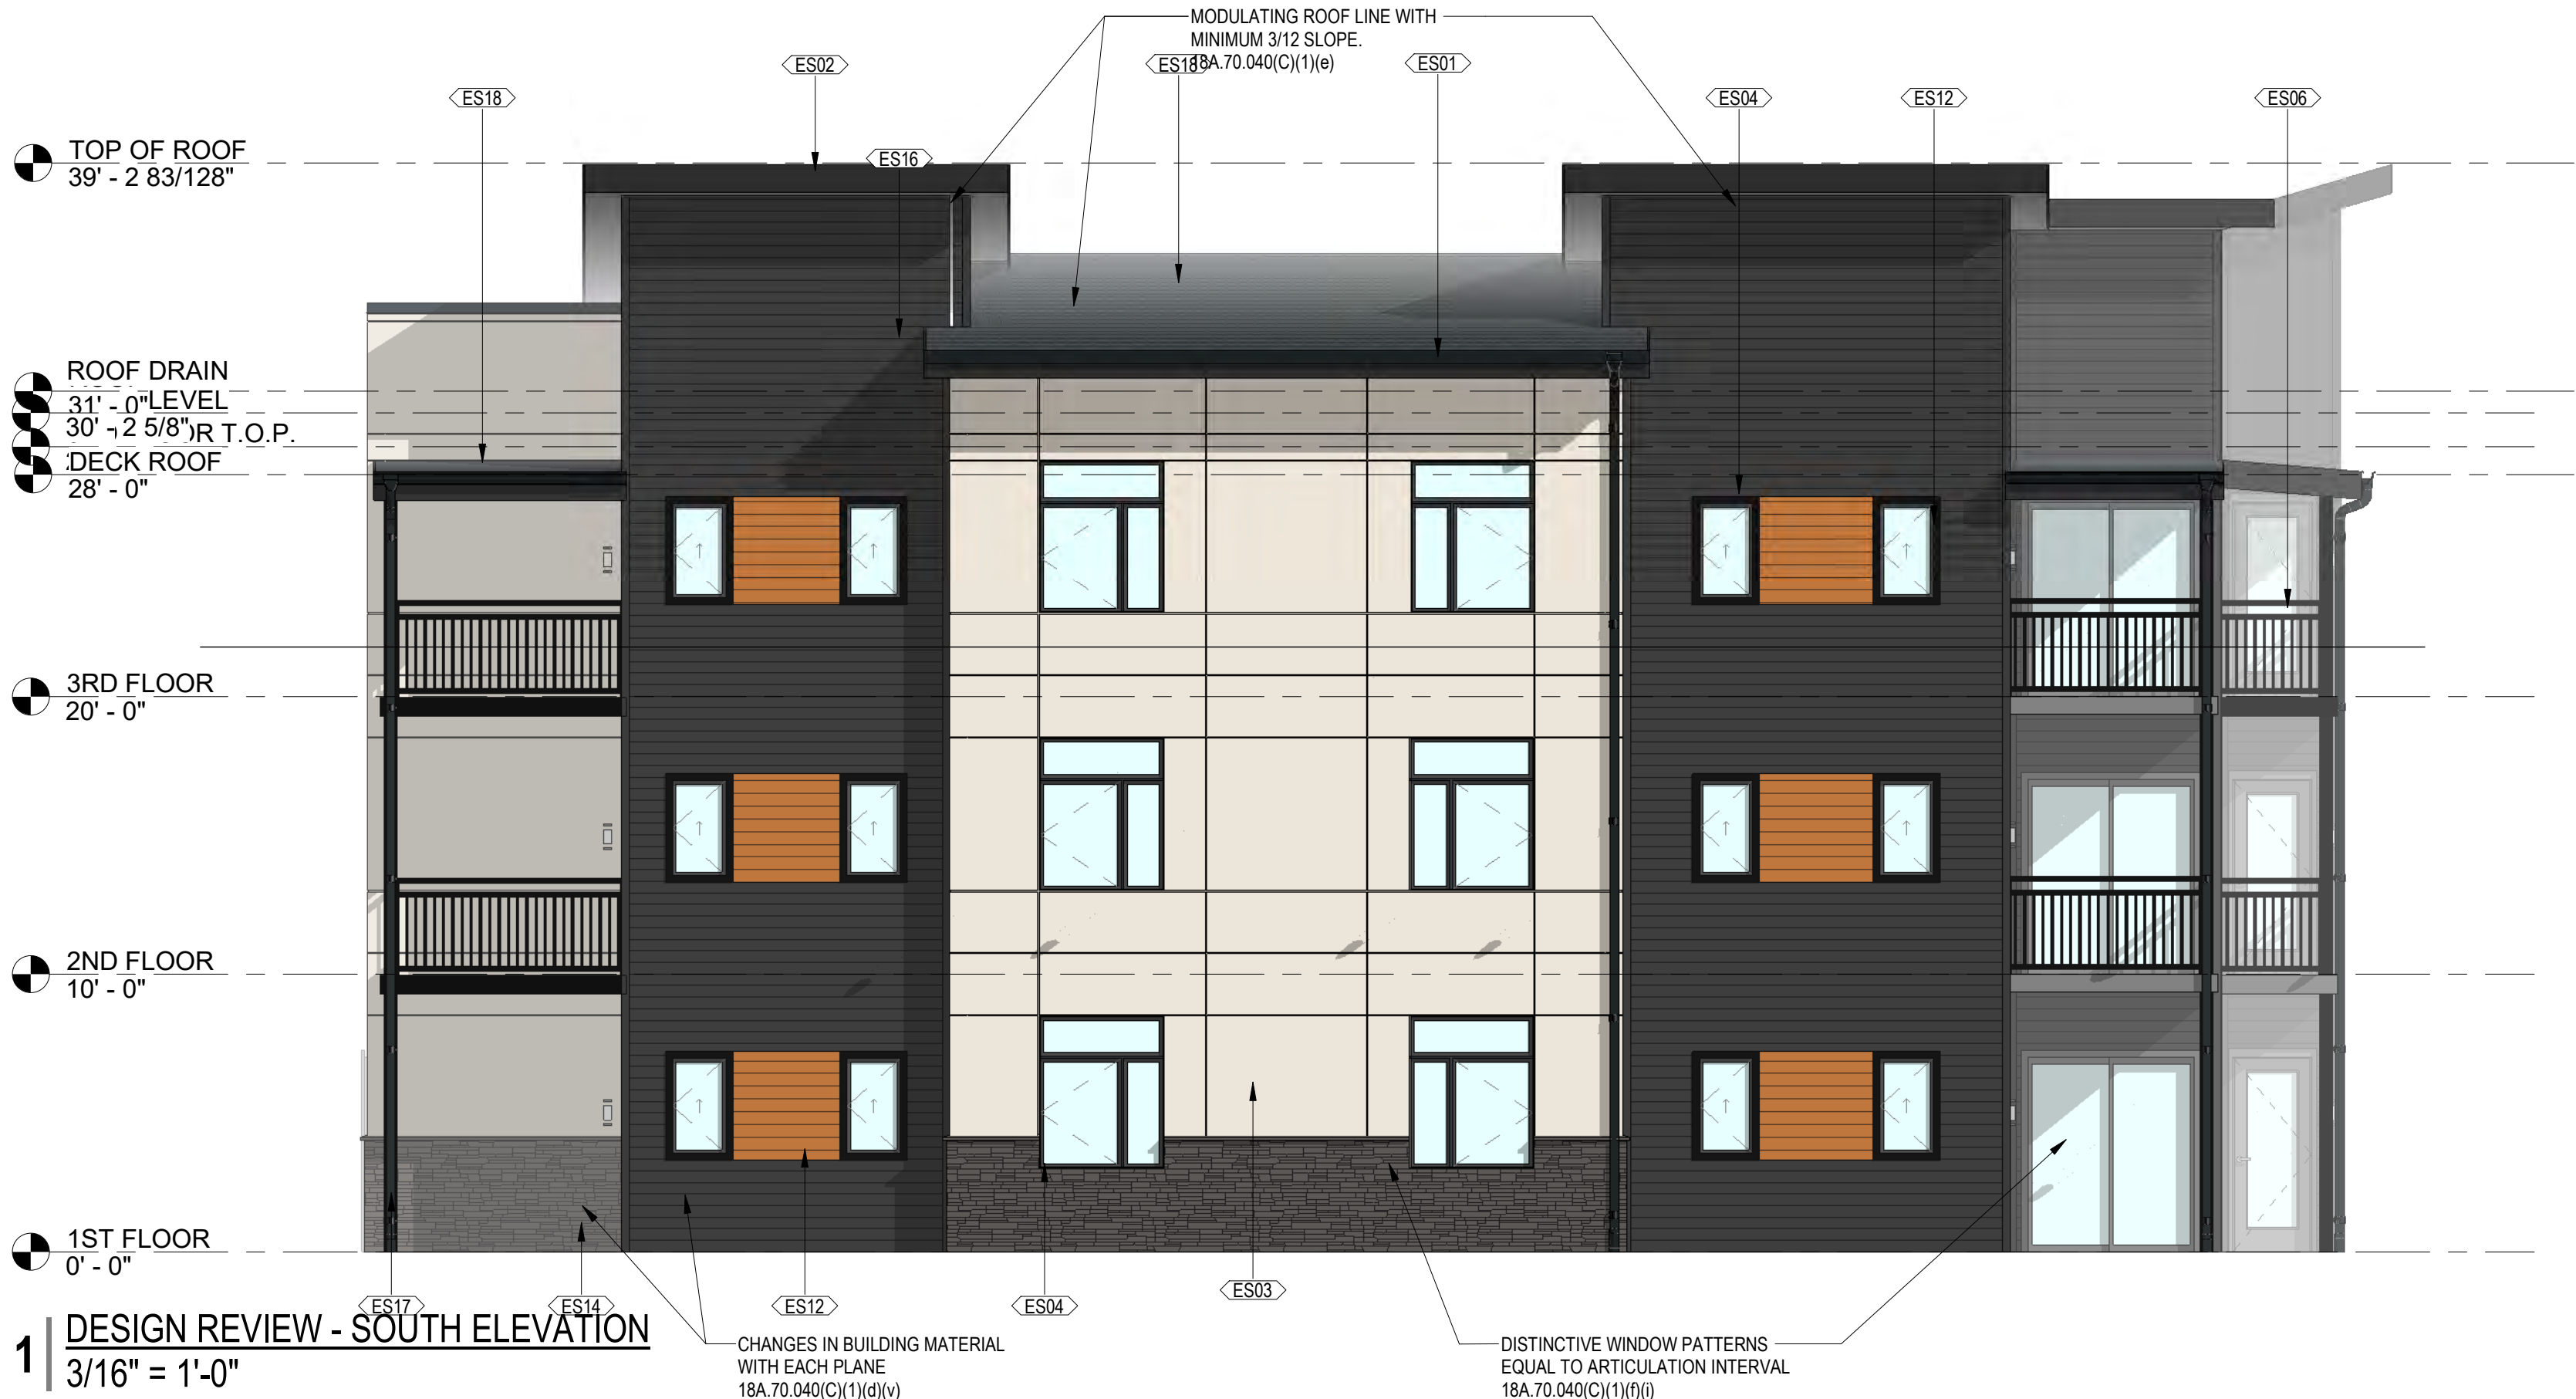 MODULATING ROOF LINE WITH
MINIMUM 3/12 SLOPE.
18A.70.040(C)(1)(e)
ES02
ES18
ES01
ES18
ES04
ES12
ES06
ES16
TOP OF ROOF
39' - 2 83/128"
ROOF DRAIN
31' - 0"
LEVEL
30' - 2 5/8"
T.O.P.
DECK ROOF
28' - 0"
3RD FLOOR
20' - 0"
2ND FLOOR
10' - 0"
1ST FLOOR
0' - 0"
ES17
ES14
ES12
ES04
ES03
1
DESIGN REVIEW - SOUTH ELEVATION
3/16" = 1'-0"
CHANGES IN BUILDING MATERIAL
WITH EACH PLANE
18A.70.040(C)(1)(d)(v)
DISTINCTIVE WINDOW PATTERNS
EQUAL TO ARTICULATION INTERVAL
18A.70.040(C)(1)(f)(i)